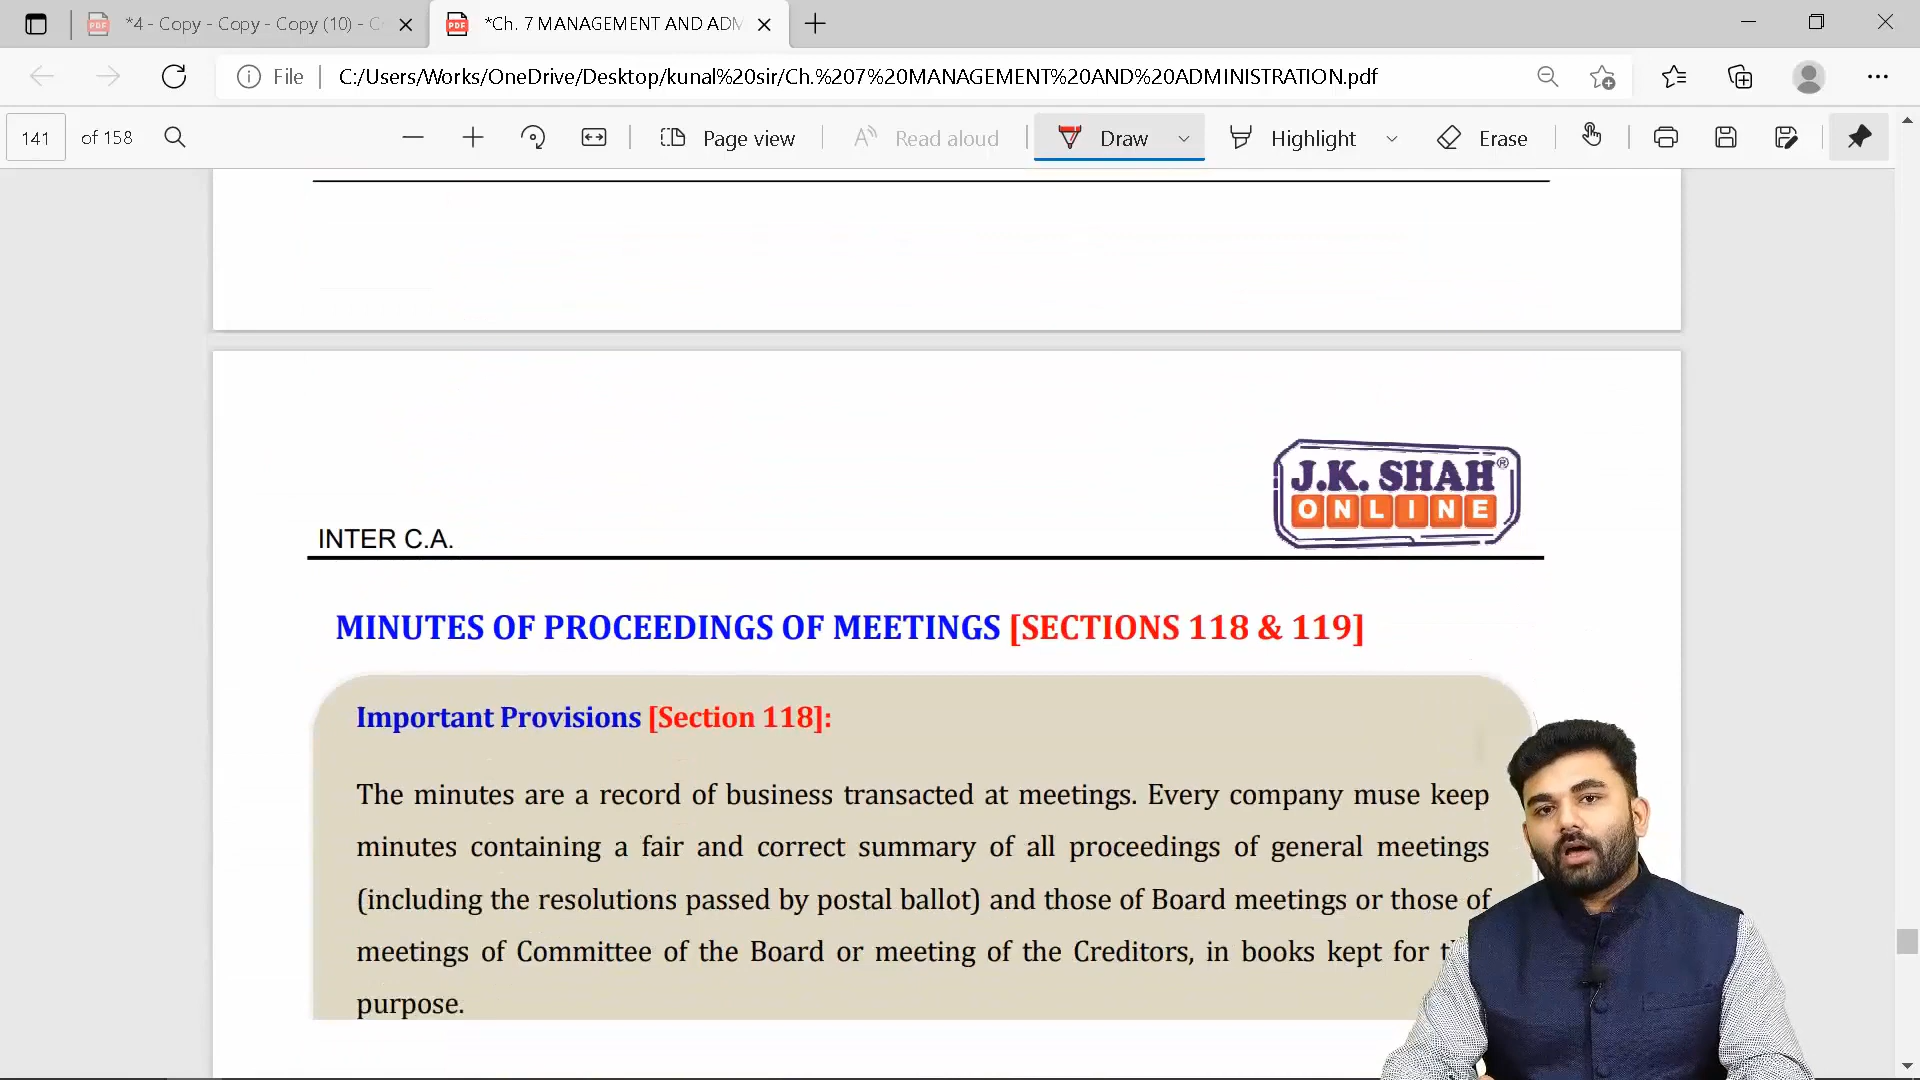 *4 - Copy - Copy - Copy (10) - C
*Ch. 7 MANAGEMENT AND ADM
File
C:/Users/Works/OneDrive/Desktop/kunal%20sir/Ch.%207%20MANAGEMENT%20AND%20ADMINISTRATION.pdf
141 of 158
Page view
Read aloud
Draw
Highlight
Erase
J.K. SHAH®
ONLINE
INTER C.A.
MINUTES OF PROCEEDINGS OF MEETINGS [SECTIONS 118 & 119]
Important Provisions [Section 118]:
The minutes are a record of business transacted at meetings. Every company muse keep
minutes containing a fair and correct summary of all proceedings of general meetings
(including the resolutions passed by postal ballot) and those of Board meetings or those of
meetings of Committee of the Board or meeting of the Creditors, in books kept for
purpose.